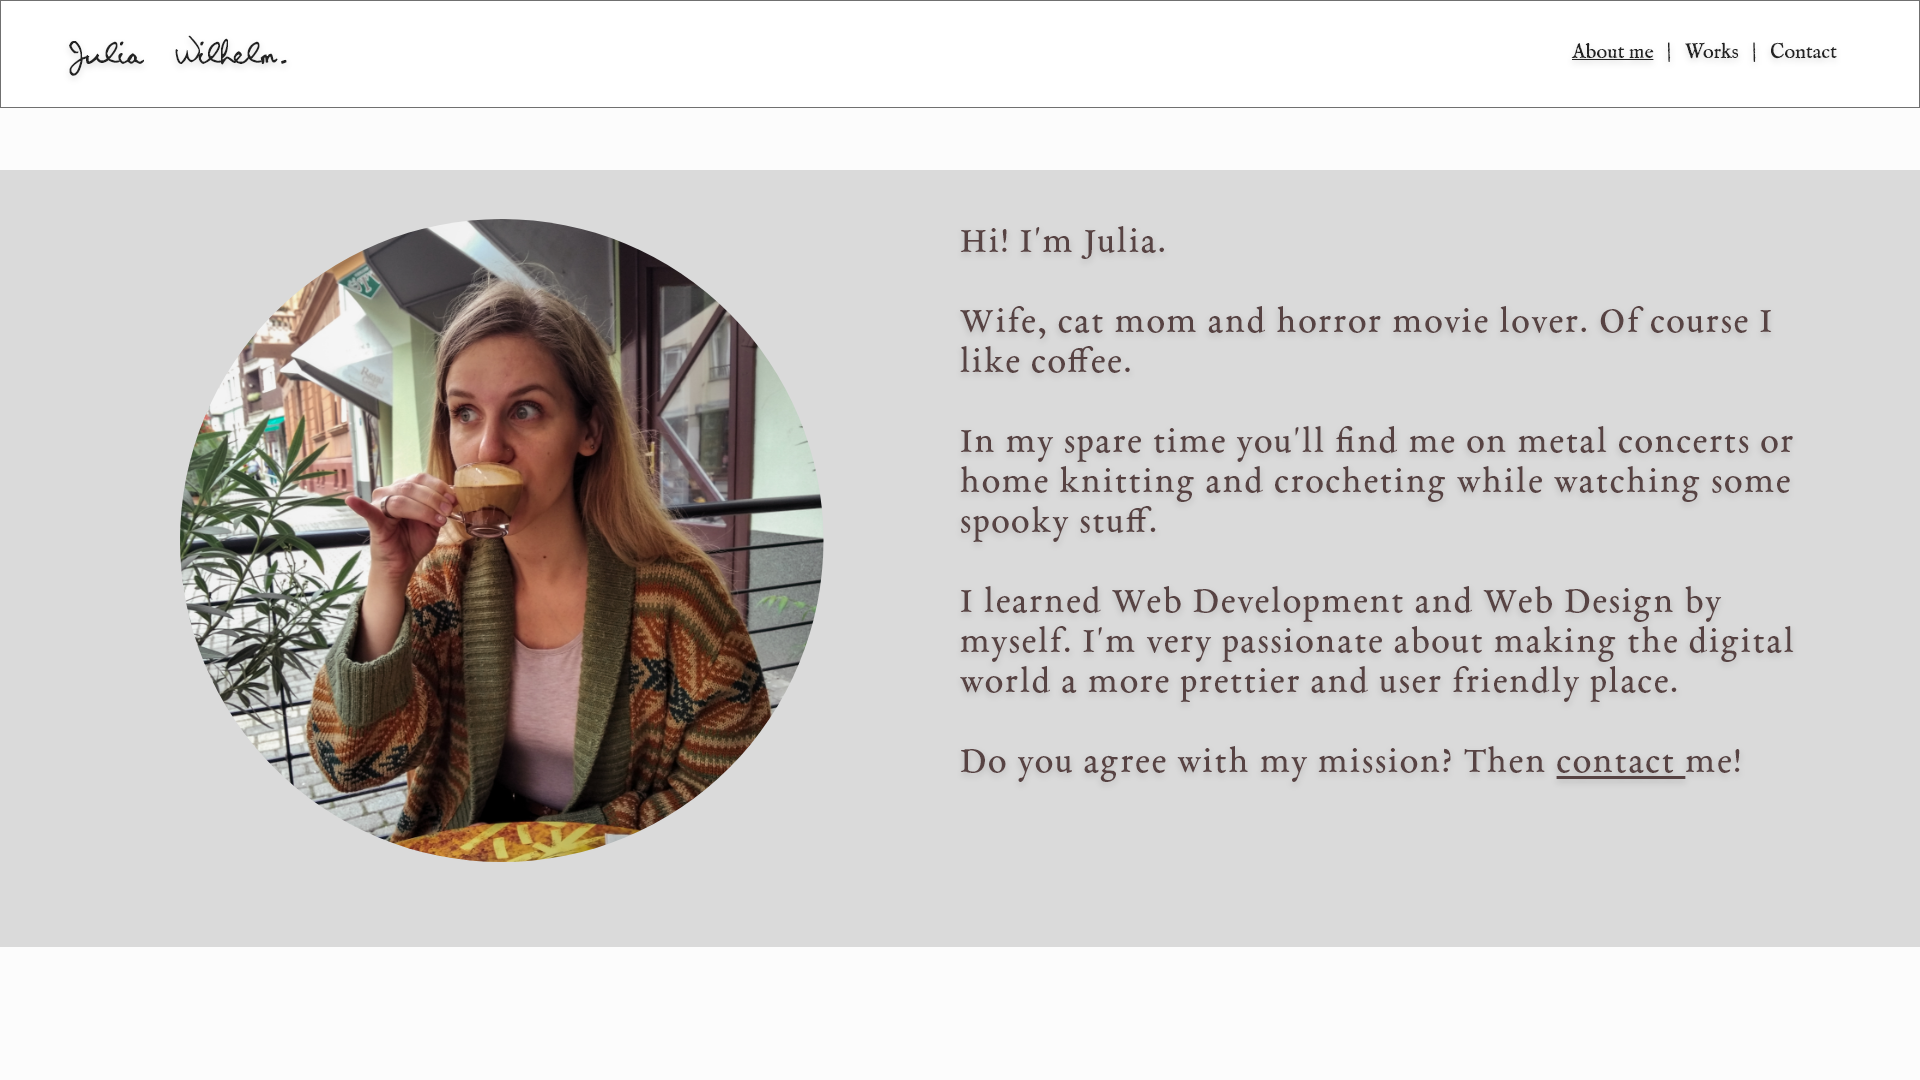 Julia Wilhelm.
About me | Works | Contact
Hi! I'm Julia.
Wife, cat mom and horror movie lover. Of course I
like coffee.
In my spare time you'll find me on metal concerts or
home knitting and crocheting while watching some
spooky stuff.
I learned Web Development and Web Design by
myself. I'm very passionate about making the digital
world a more prettier and user friendly place.
Do you agree with my mission? Then contact me!